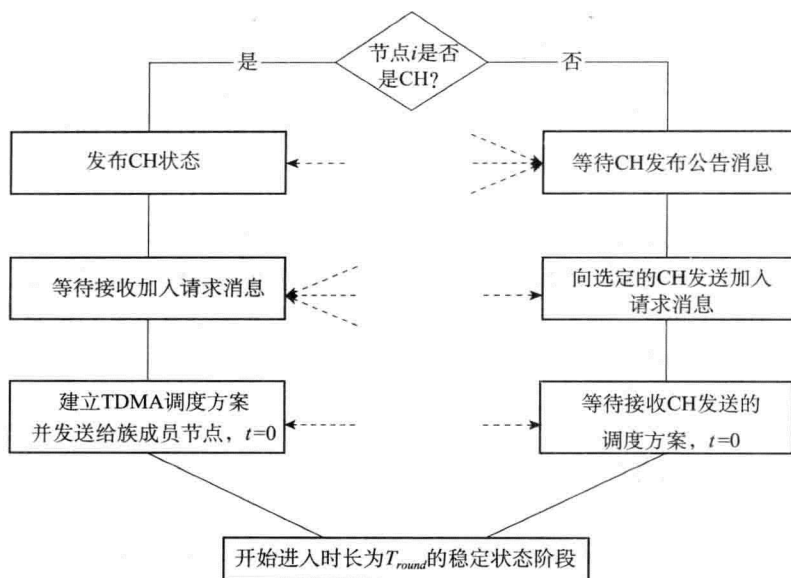 节点i是否
是CH?
是
否
发布CH状态
等待CH发布公告消息
等待接收加入请求消息
向选定的CH发送加入
请求消息
建立TDMA调度方案
并发送给族成员节点，t=0
等待接收CH发送的
调度方案，t=0
开始进入时长为T_round的稳定状态阶段